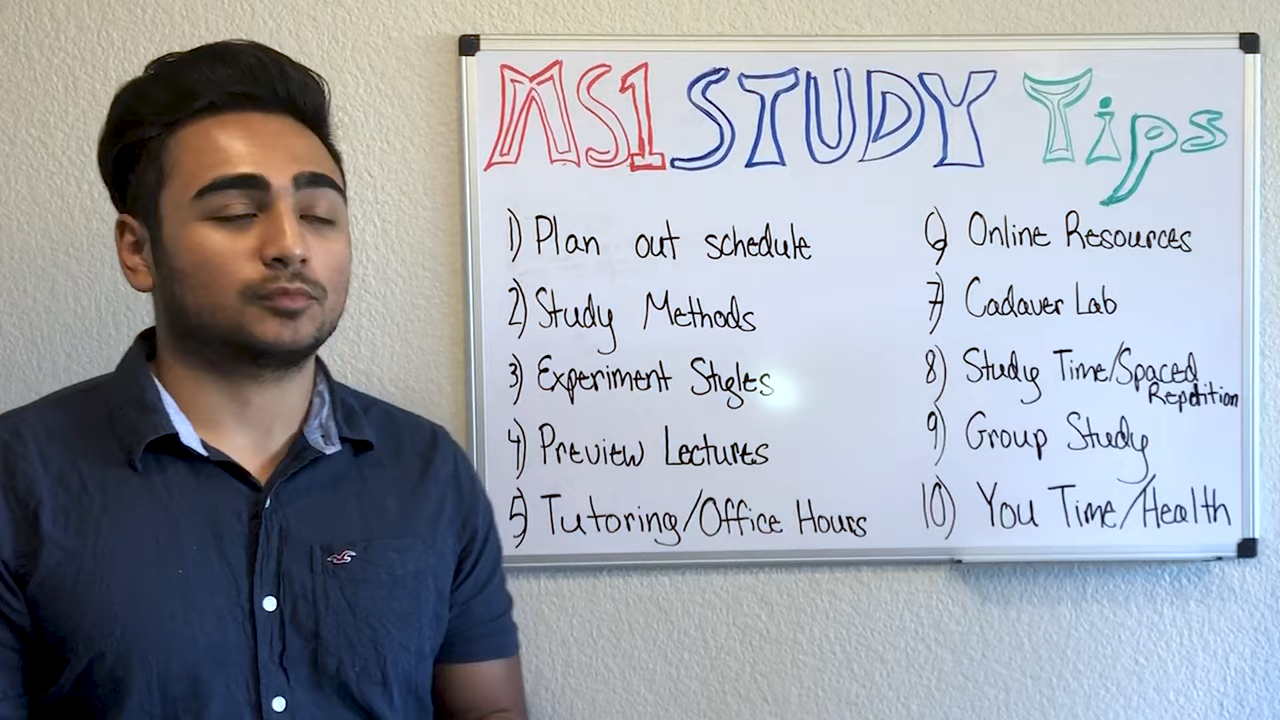 MS1 STUDY Tips
1) Plan out schedule
2) Study Methods
3) Experiment Styles
4) Preview Lectures
5) Tutoring/Office Hours
6) Online Resources
7) Cadaver Lab
8) Study Time/Spaced
Repetition
9) Group Study
10) You Time/Health